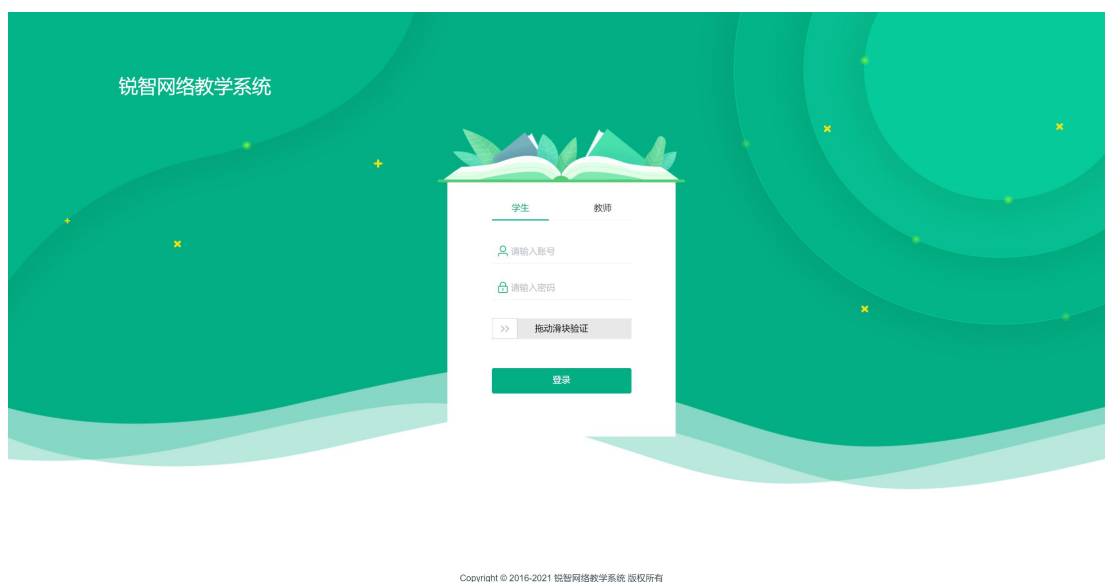 锐智网络教学系统
学生 教师
请输入账号
请输入密码
>> 拖动滑块验证
登录
Copyright © 2016-2021 锐智网络教学系统 版权所有